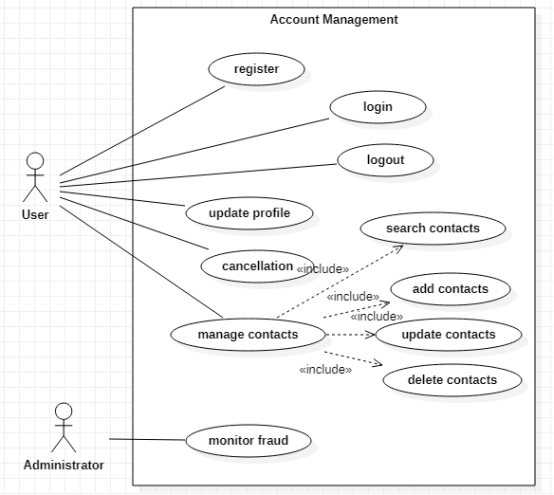 Account Management
register
login
logout
User
update profile
search contacts
cancellation
«include»
add contacts
«include»
«include»
manage contacts
update contacts
«include»
delete contacts
monitor fraud
Administrator